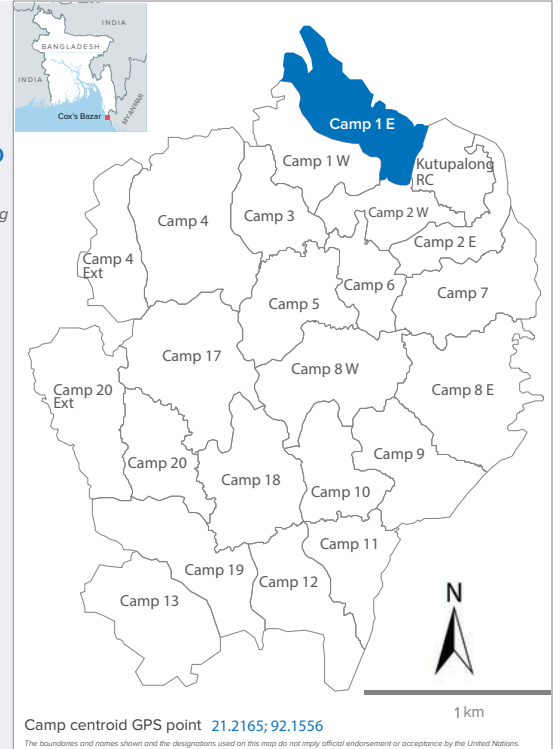 INDIA
BANGLADESH
INDIA
MYANMAR
Cox's Bazar
g
Camp 1 E
Camp 1 W
Kutupalong
RC
Camp 4
Camp 3
Camp 2 W
Camp 2 E
Camp 4
Ext
Camp 6
Camp 7
Camp 5
Camp 17
Camp 8 W
Camp 20
Ext
Camp 8 E
Camp 20
Camp 9
Camp 18
Camp 10
Camp 11
Camp 19
Camp 12
Camp 13
N
1 km
Camp centroid GPS point 21.2165; 92.1556
The boundaries and names shown and the designations used on this map do not imply official endorsement or acceptance by the United Nations.